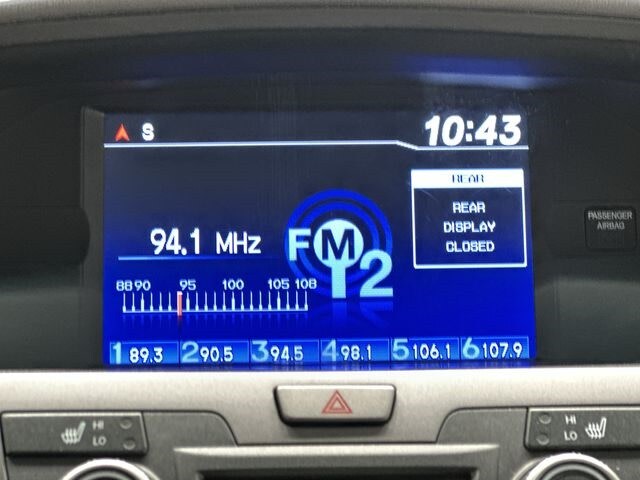 S
10:43
REAR
REAR
DISPLAY
CLOSED
94.1 MHz
FM
12
88 90 95 100 105 108
1 89.3 2 90.5 3 94.5 4 98.1 5 106.1 6 107.9
PASSENGER
AIRBAG
HI
LO
HI
LO